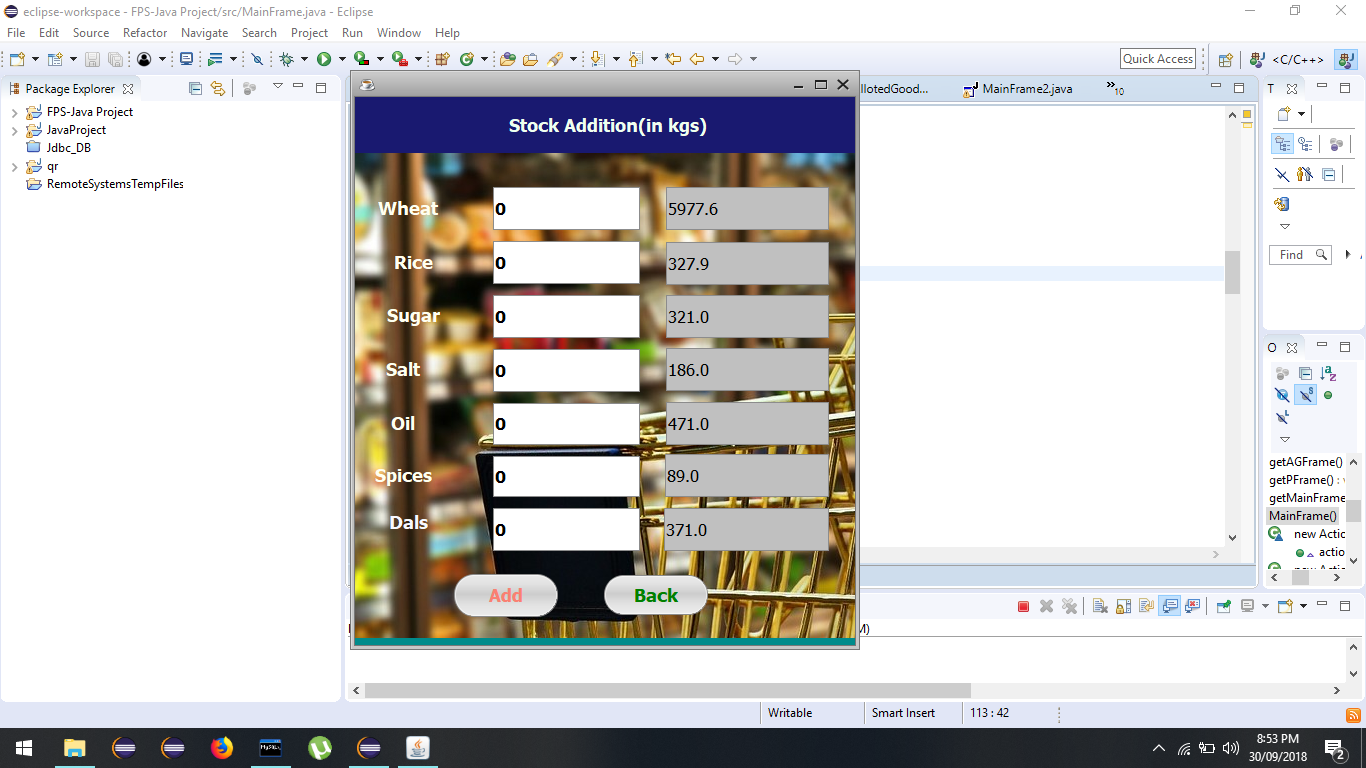 eclipse-workspace - FPS-Java Project/src/MainFrame.java - Eclipse
File Edit Source Refactor Navigate Search Project Run Window Help
Quick Access
<C/C++>
Package Explorer
llotedGood...
MainFrame2.java
10
T
FPS-Java Project
JavaProject
Jdbc_DB
qr
RemoteSystemsTempFiles
Stock Addition(in kgs)
Wheat 0 5977.6
Rice 0 327.9
Sugar 0 321.0
Salt 0 186.0
Oil 0 471.0
Spices 0 89.0
Dals 0 371.0
Add Back
Find
O
getAGFrame()
getPFrame() :
getMainFrame
MainFrame()
new Actio
actio
Writable Smart Insert 113 : 42
8:53 PM
30/09/2018
2